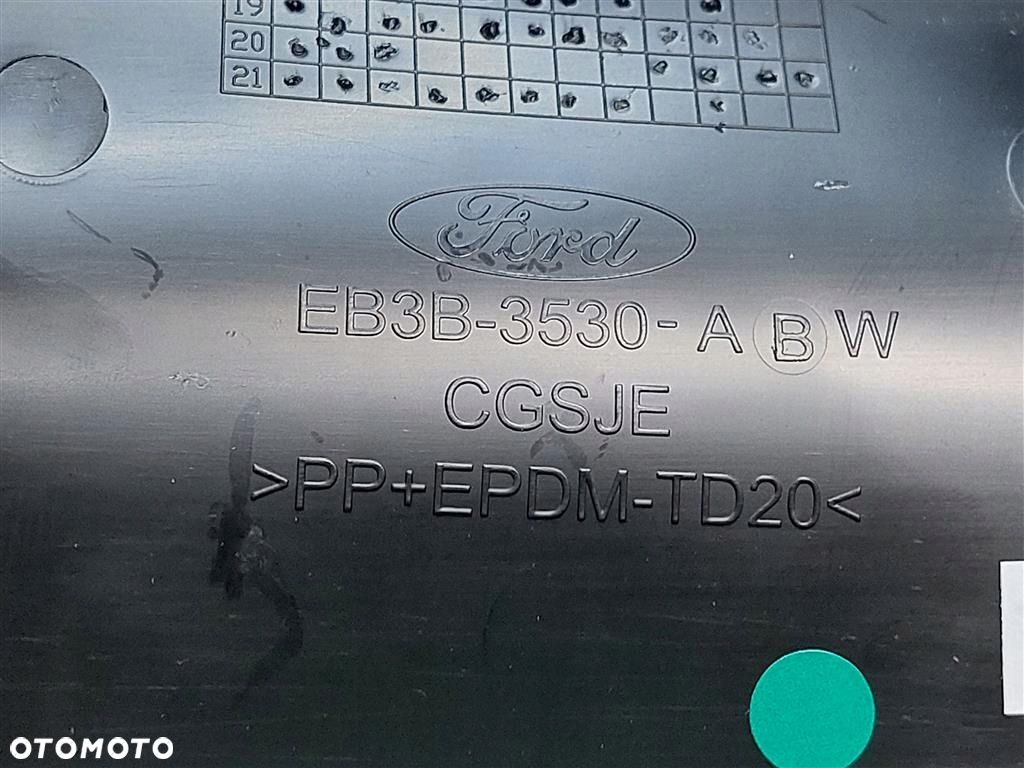 19
20
21
Ford
EB3B-3530-ABW
CGSJE
>PP+EPDM-TD20<
OTOMOTO